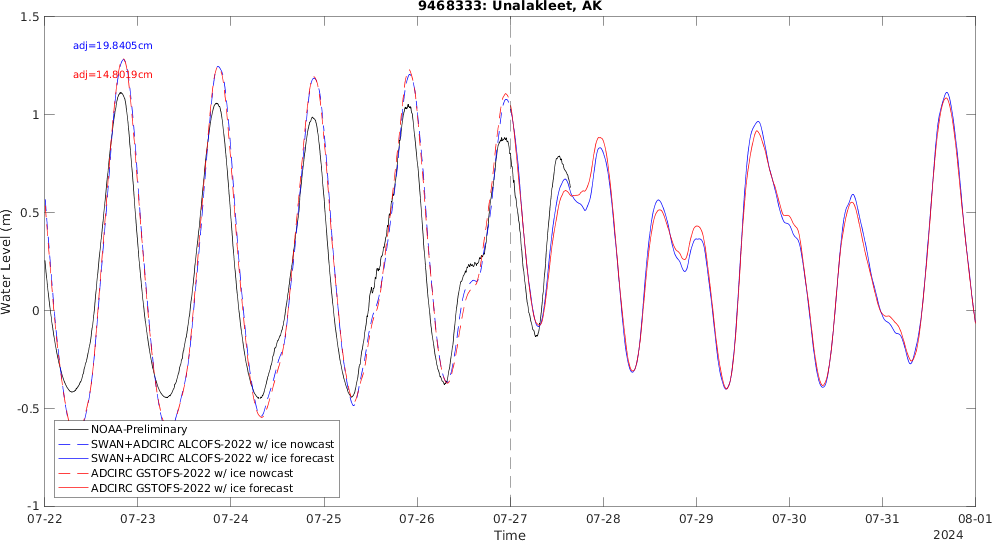 9468333: Unalakleet, AK
adj=19.8405cm
adj=14.8019cm
Water Level (m)
1.5
1
0.5
0
-0.5
-1
NOAA-Preliminary
SWAN+ADCIRC ALCOFS-2022 w/ ice nowcast
SWAN+ADCIRC ALCOFS-2022 w/ ice forecast
ADCIRC GSTOFS-2022 w/ ice nowcast
ADCIRC GSTOFS-2022 w/ ice forecast
07-22 07-23 07-24 07-25 07-26 07-27 07-28 07-29 07-30 07-31 08-01
Time
2024